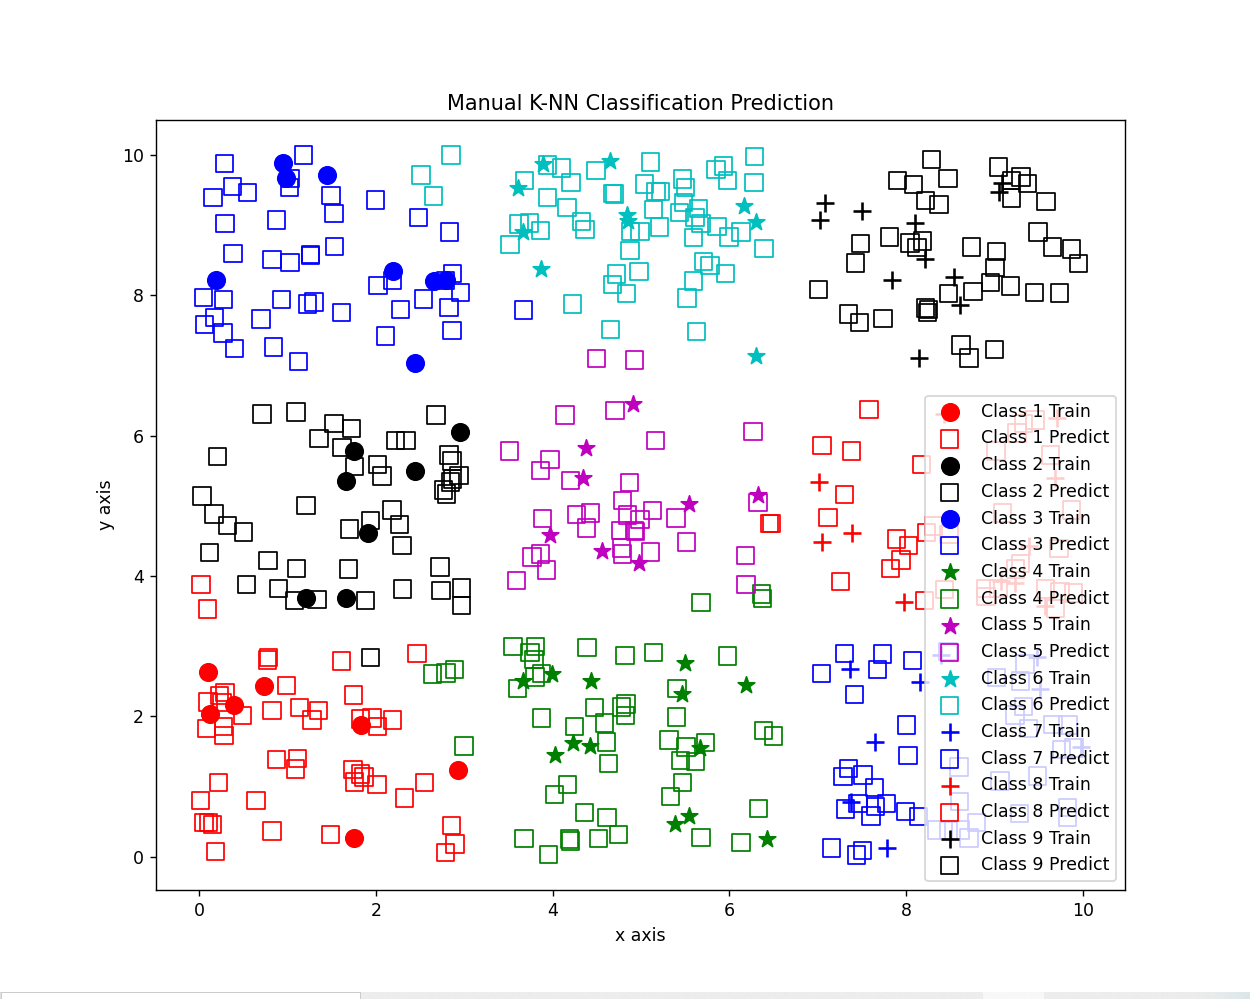 Manual K-NN Classification Prediction
10
8
6
4
2
0
y axis
0
2
4
6
8
10
x axis
Class 1 Train
Class 1 Predict
Class 2 Train
Class 2 Predict
Class 3 Train
Class 3 Predict
Class 4 Train
Class 4 Predict
Class 5 Train
Class 5 Predict
Class 6 Train
Class 6 Predict
Class 7 Train
Class 7 Predict
Class 8 Train
Class 8 Predict
Class 9 Train
Class 9 Predict